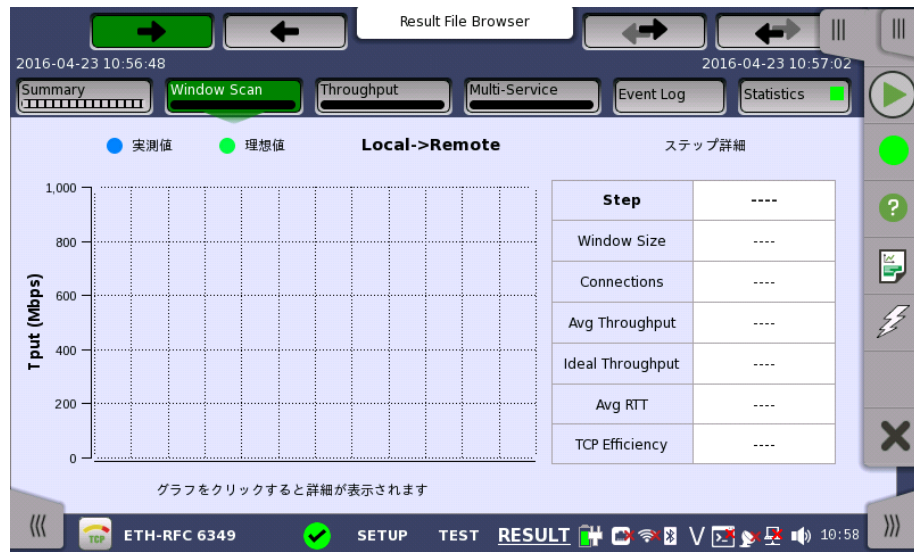 Result File Browser
2016-04-23 10:56:48
2016-04-23 10:57:02
Summary
Window Scan
Throughput
Multi-Service
Event Log
Statistics
実測値
理想値
Local->Remote
ステップ詳細
1,000
800
600
400
200
0
Tput (Mbps)
グラフをクリックすると詳細が表示されます
Step ----
Window Size ----
Connections ----
Avg Throughput ----
Ideal Throughput ----
Avg RTT ----
TCP Efficiency ----
?
TCP
ETH-RFC 6349
SETUP
TEST
RESULT
V
10:58